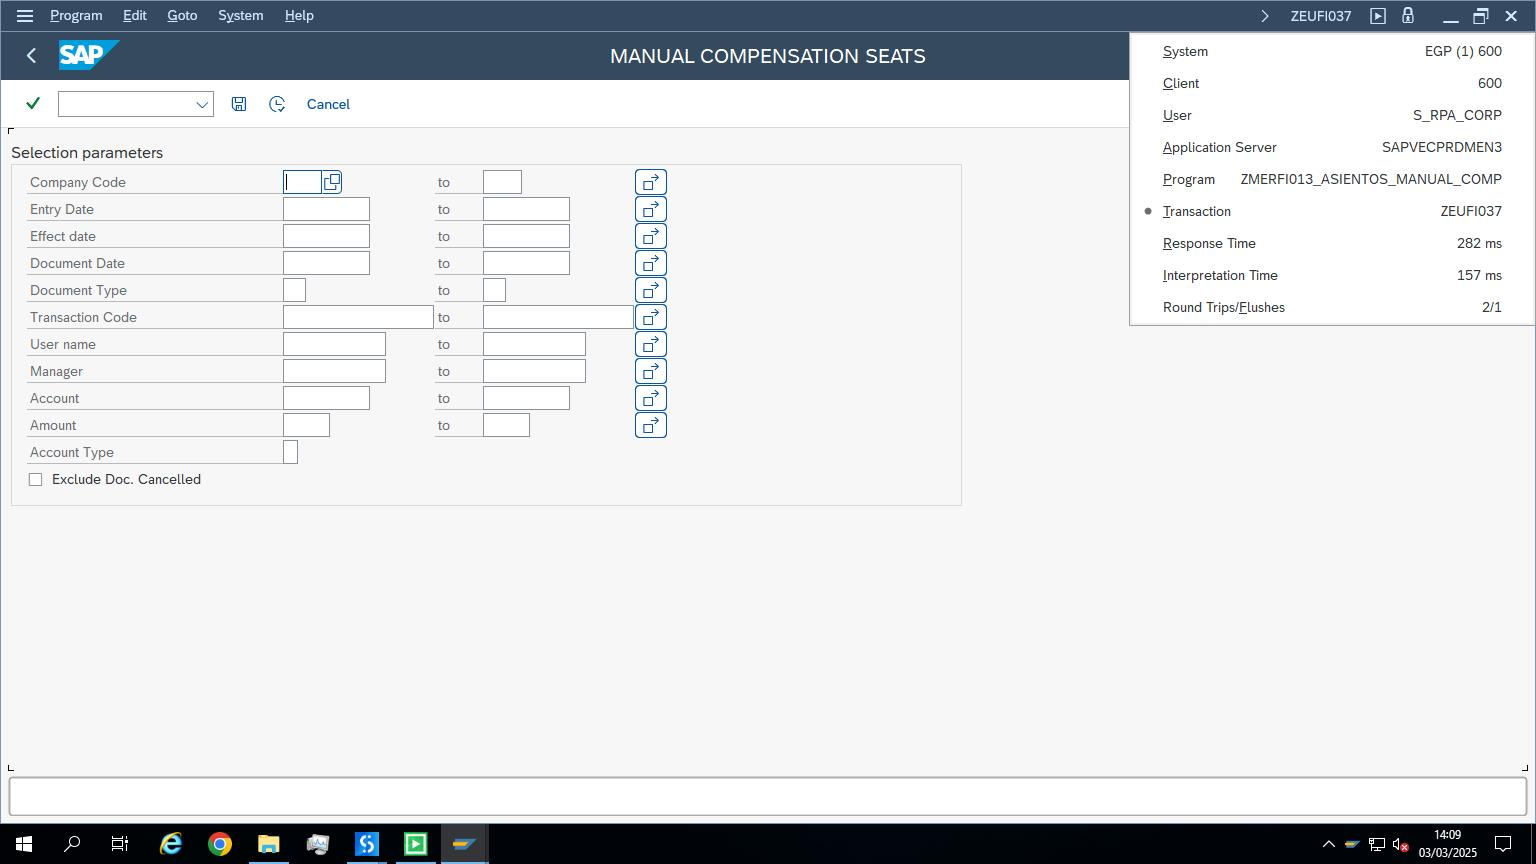 Program Edit Goto System Help ZEUFI037
SAP MANUAL COMPENSATION SEATS
Cancel
System EGP (1) 600
Client 600
User S_RPA_CORP
Application Server SAPVECPRDMEN3
Program ZMERFI013_ASIENTOS_MANUAL_COMP
Transaction ZEUFI037
Response Time 282 ms
Interpretation Time 157 ms
Round Trips/Flushes 2/1
Selection parameters
Company Code to
Entry Date to
Effect date to
Document Date to
Document Type to
Transaction Code to
User name to
Manager to
Account to
Amount to
Account Type
Exclude Doc. Cancelled
14:09
03/03/2025